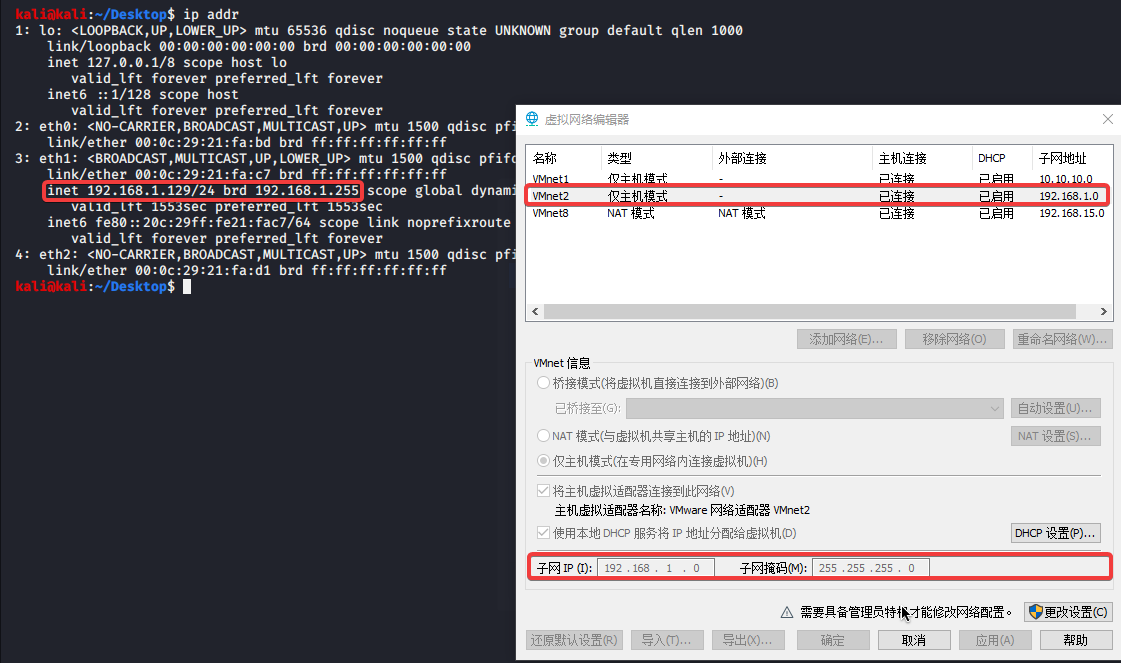 kali@kali:~/Desktop$ ip addr
1: lo: <LOOPBACK,UP,LOWER_UP> mtu 65536 qdisc noqueue state UNKNOWN group default qlen 1000
link/loopback 00:00:00:00:00:00 brd 00:00:00:00:00:00
inet 127.0.0.1/8 scope host lo
valid_lft forever preferred_lft forever
inet6 ::1/128 scope host
valid_lft forever preferred_lft forever
2: eth0: <NO-CARRIER,BROADCAST,MULTICAST,UP> mtu 1500 qdisc pfi
link/ether 00:0c:29:21:fa:bd brd ff:ff:ff:ff:ff:ff
3: eth1: <BROADCAST,MULTICAST,UP,LOWER_UP> mtu 1500 qdisc pfifo
link/ether 00:0c:29:21:fa:c7 brd ff:ff:ff:ff:ff:ff
inet 192.168.1.129/24 brd 192.168.1.255 scope global dynami
valid_lft 1553sec preferred_lft 1553sec
inet6 fe80::20c:29ff:fe21:fac7/64 scope link noprefixroute
valid_lft forever preferred_lft forever
4: eth2: <NO-CARRIER,BROADCAST,MULTICAST,UP> mtu 1500 qdisc pfi
link/ether 00:0c:29:21:fa:d1 brd ff:ff:ff:ff:ff:ff
kali@kali:~/Desktop$
虚拟网络编辑器
名称 类型 外部连接 主机连接 DHCP 子网地址
VMnet1 仅主机模式 - 已连接 已启用 10.10.10.0
VMnet2 仅主机模式 - 已连接 已启用 192.168.1.0
VMnet8 NAT 模式 NAT 模式 已连接 已启用 192.168.15.0
添加网络(E)... 移除网络(O) 重命名网络(W)...
VMnet 信息
桥接模式(将虚拟机直接连接到外部网络)(B)
已桥接至(G): 自动设置(U)...
NAT 模式(与虚拟机共享主机的 IP 地址)(N) NAT 设置(S)...
仅主机模式(在专用网络内连接虚拟机)(H)
将主机虚拟适配器连接到此网络(V)
主机虚拟适配器名称: VMware 网络适配器 VMnet2
使用本地 DHCP 服务将 IP 地址分配给虚拟机(D) DHCP 设置(P)...
子网 IP (I): 192 . 168 . 1 . 0 子网掩码(M): 255 . 255 . 255 . 0
需要具备管理员特权才能修改网络配置。 更改设置(C)
还原默认设置(R) 导入(T)... 导出(X)... 确定 取消 应用(A) 帮助